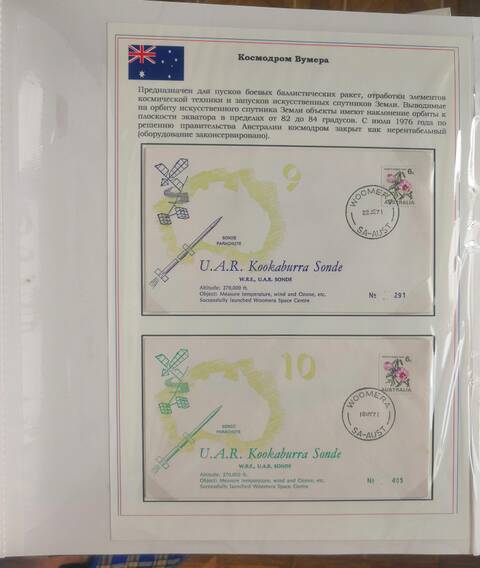 Космодром Вумера
Предназначен для пусков боевых баллистических ракет, отработки элементов
космической техники и запусков искусственных спутников Земли. Выводимые
на орбиту искусственного спутника Земли объекты имеют наклонение орбиты к
плоскости экватора в пределах от 82 до 84 градусов. С июля 1976 года по
решению правительства Австралии космодром закрыт как нерентабельный
(оборудование законсервировано).
9
6c
AUSTRALIA
WOOMERA
SA-AUST
SONDE
PARACHUTE
U.A.R. Kookaburra Sonde
W.R.E., U.A.R. SONDE
Altitude: 270,000 ft.
Object: Measure temperature, wind and Ozone, etc.
Successfully launched Woomera Space Centre
No 291
10
6c
AUSTRALIA
WOOMERA
SA-AUST
SONDE
PARACHUTE
U.A.R. Kookaburra Sonde
W.R.E., U.A.R. SONDE
Altitude: 270,000 ft.
Object: Measure temperature, wind and Ozone, etc.
Successfully launched Woomera Space Centre
No 405